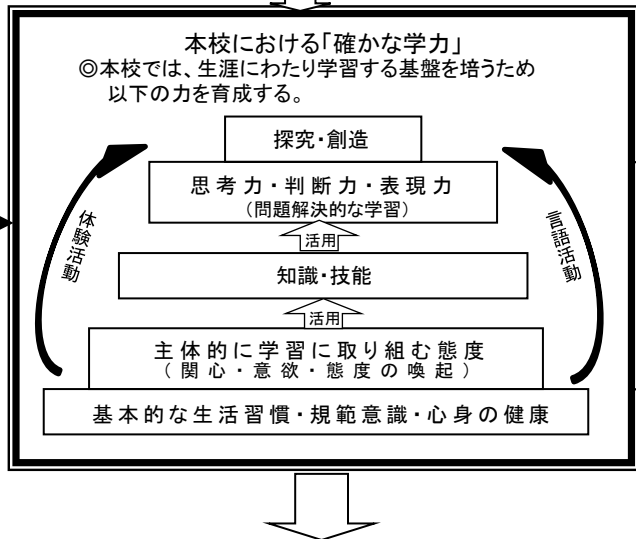 本校における「確かな学力」
◎本校では、生涯にわたり学習する基盤を培うため
以下の力を育成する。
探究・創造
思考力・判断力・表現力
(問題解決的な学習)
活用
知識・技能
活用
主体的に学習に取り組む態度
(関心・意欲・態度の喚起)
基本的な生活習慣・規範意識・心身の健康
体験活動
言語活動